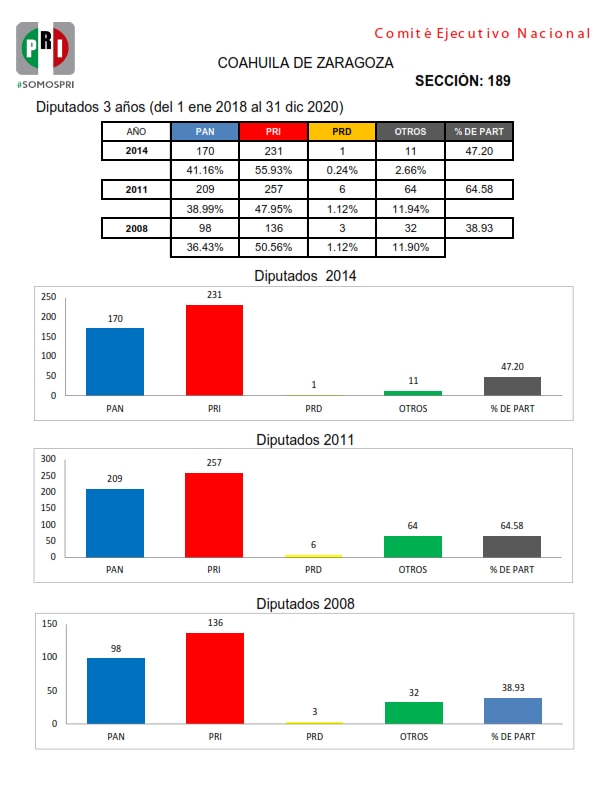 Comité Ejecutivo Nacional
PRI
#SOMOSPRI
COAHUILA DE ZARAGOZA
SECCIÓN: 189
Diputados 3 años (del 1 ene 2018 al 31 dic 2020)
AÑO PAN PRI PRD OTROS % DE PART
2014 170 231 1 11 47.20
41.16% 55.93% 0.24% 2.66%
2011 209 257 6 64 64.58
38.99% 47.95% 1.12% 11.94%
2008 98 136 3 32 38.93
36.43% 50.56% 1.12% 11.90%
Diputados 2014
250
200
150
100
50
0
170 231 1 11 47.20
PAN PRI PRD OTROS % DE PART
Diputados 2011
300
250
200
150
100
50
0
209 257 6 64 64.58
PAN PRI PRD OTROS % DE PART
Diputados 2008
150
100
50
0
98 136 3 32 38.93
PAN PRI PRD OTROS % DE PART